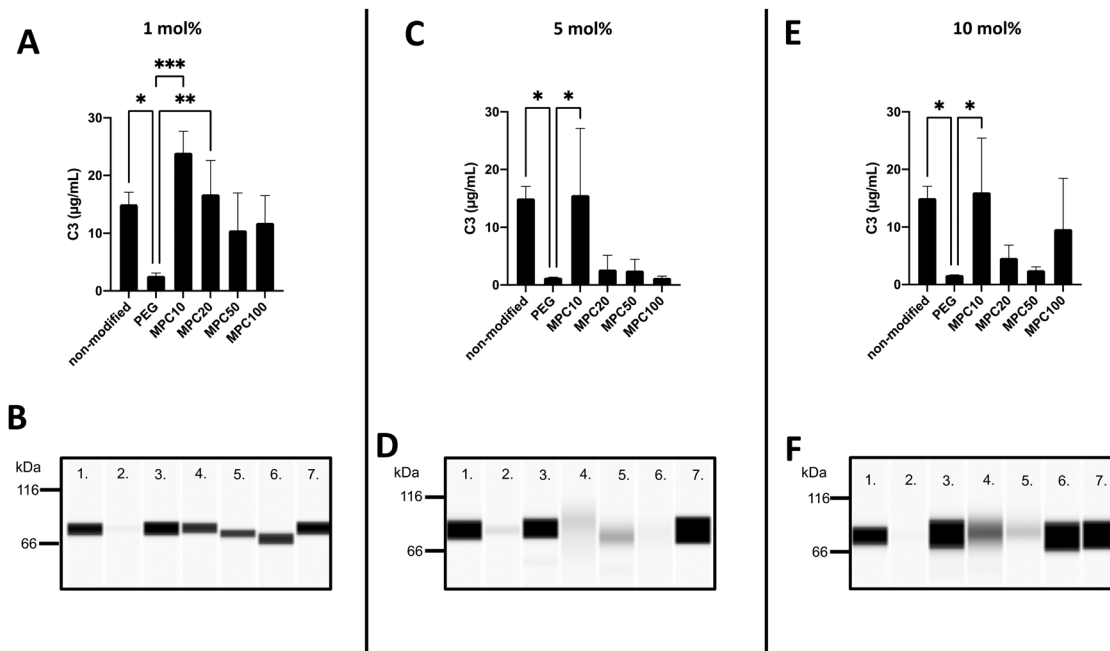 A
1 mol%
***
*
**
30
20
10
0
C3 (µg/mL)
non-modified
PEG
MPC10
MPC20
MPC50
MPC100
B
kDa
116
66
1. 2. 3. 4. 5. 6. 7.
C
5 mol%
*
*
30
20
10
0
C3 (µg/mL)
non-modified
PEG
MPC10
MPC20
MPC50
MPC100
D
kDa
116
66
1. 2. 3. 4. 5. 6. 7.
E
10 mol%
*
*
30
20
10
0
C3 (µg/mL)
non-modified
PEG
MPC10
MPC20
MPC50
MPC100
F
kDa
116
66
1. 2. 3. 4. 5. 6. 7.